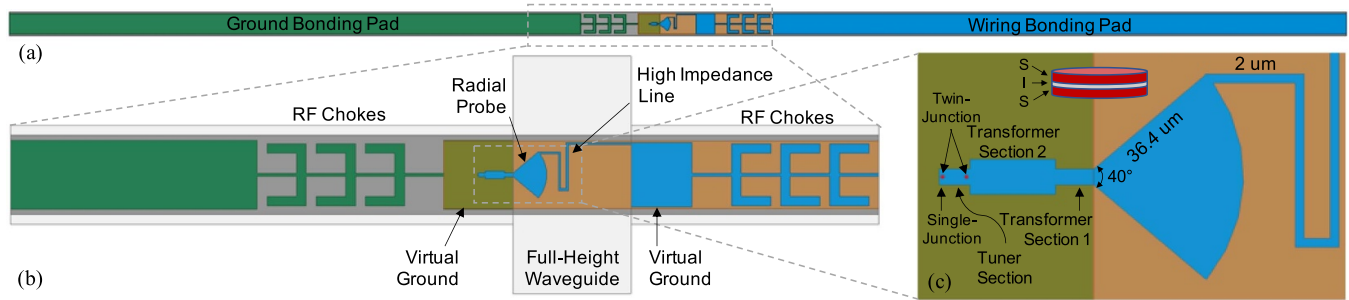 Ground Bonding Pad
Wiring Bonding Pad
(a)
RF Chokes
Radial
Probe
High Impedance
Line
RF Chokes
Virtual
Ground
Full-Height
Waveguide
Virtual
Ground
(b)
S
I
S
2 um
Twin-
Junction
Transformer
Section 2
36.4 um
40°
Single-
Junction
Tuner
Section
Transformer
Section 1
(c)